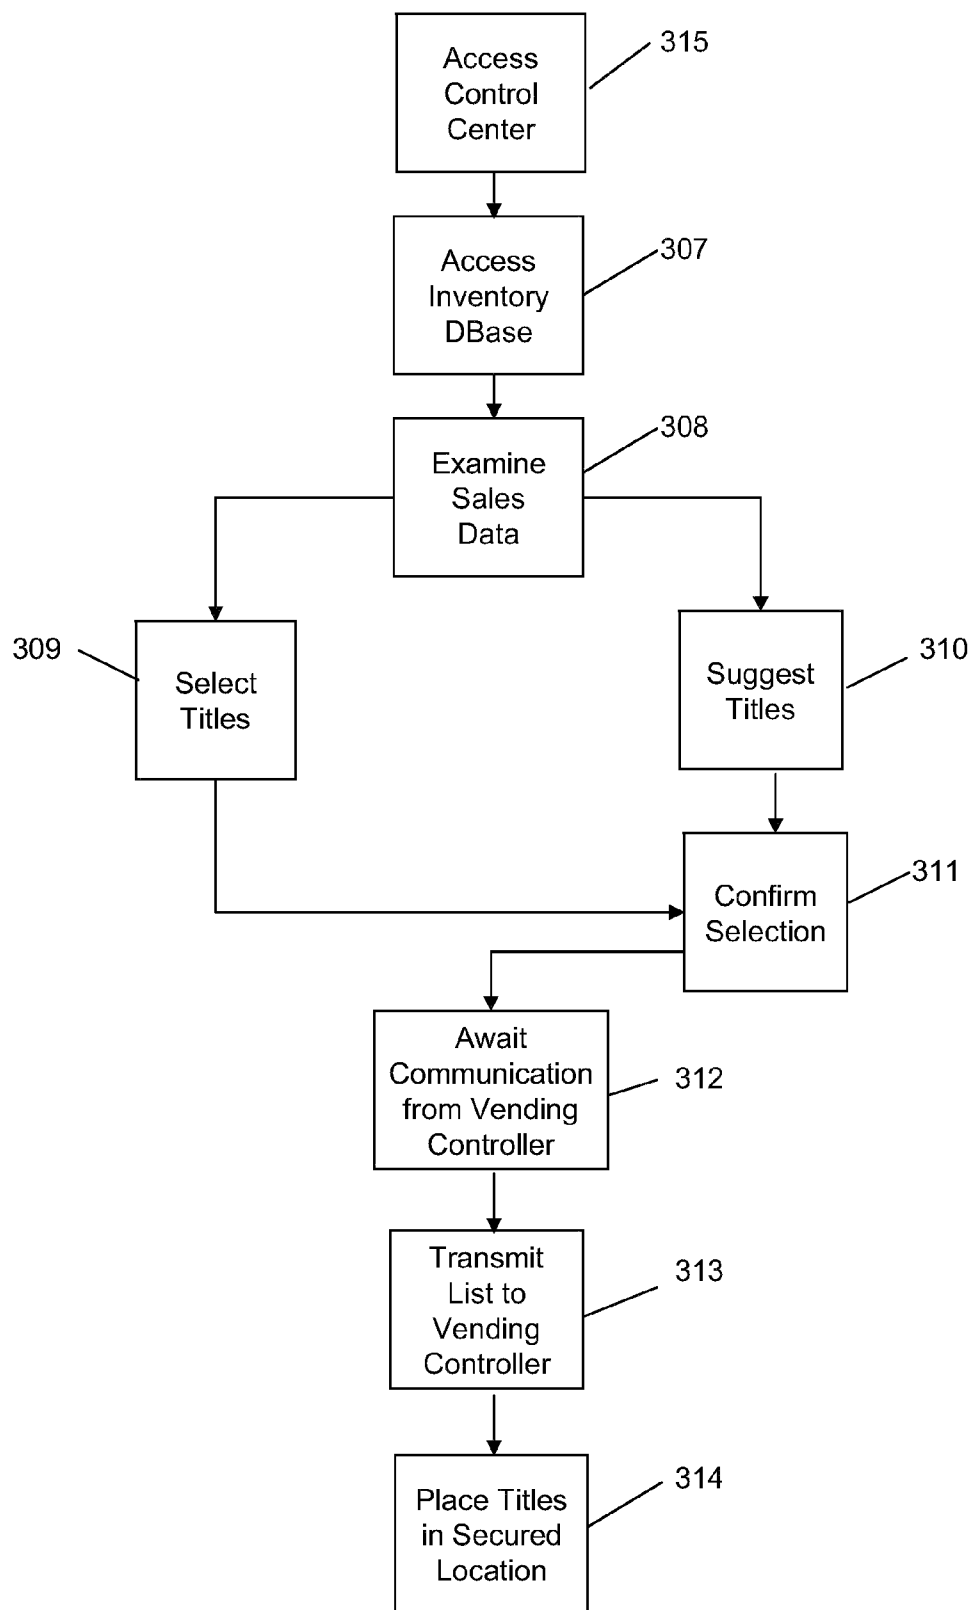 Access
Control
Center
315
Access
Inventory
DBase
307
Examine
Sales
Data
308
309
Select
Titles
Suggest
Titles
310
Confirm
Selection
311
Await
Communication
from Vending
Controller
312
Transmit
List to
Vending
Controller
313
Place Titles
in Secured
Location
314